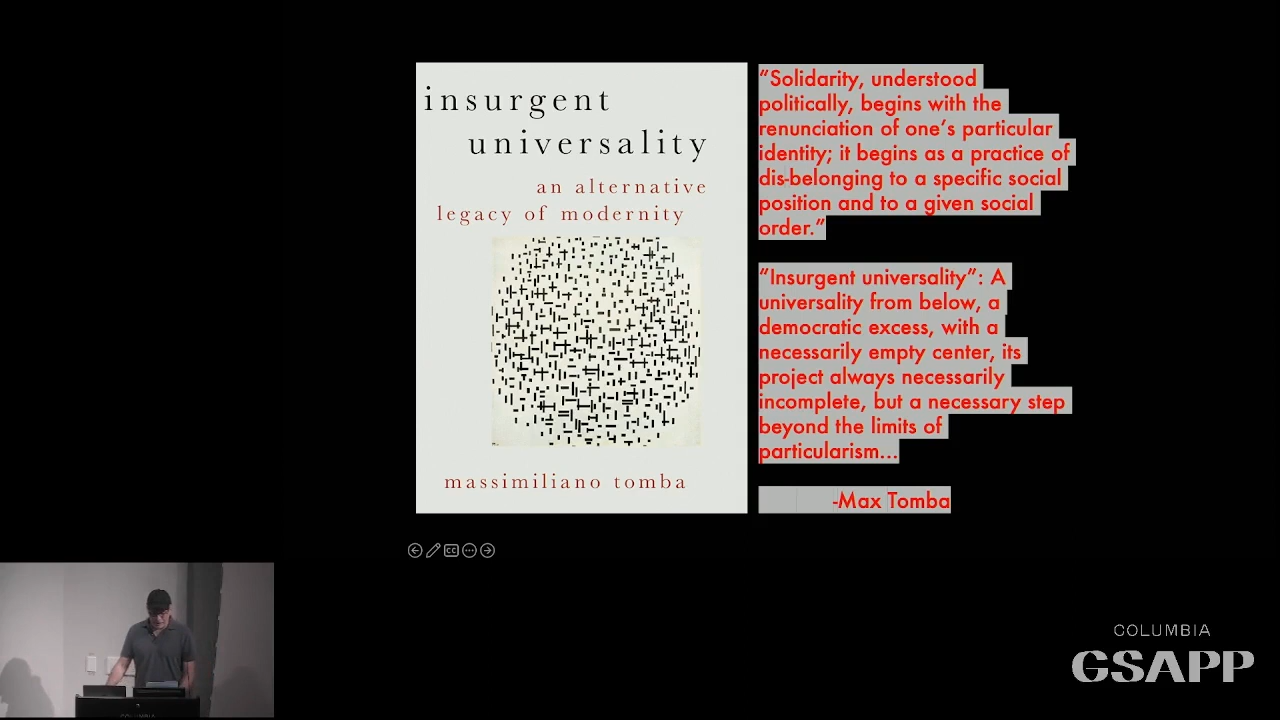 insurgent
universality
an alternative
legacy of modernity
massimiliano tomba
“Solidarity, understood
politically, begins with the
renunciation of one’s particular
identity; it begins as a practice of
dis-belonging to a specific social
position and to a given social
order.”
“Insurgent universality”: A
universality from below, a
democratic excess, with a
necessarily empty center, its
project always necessarily
incomplete, but a necessary step
beyond the limits of
particularism...
-Max Tomba
CC
COLUMBIA
GSAPP